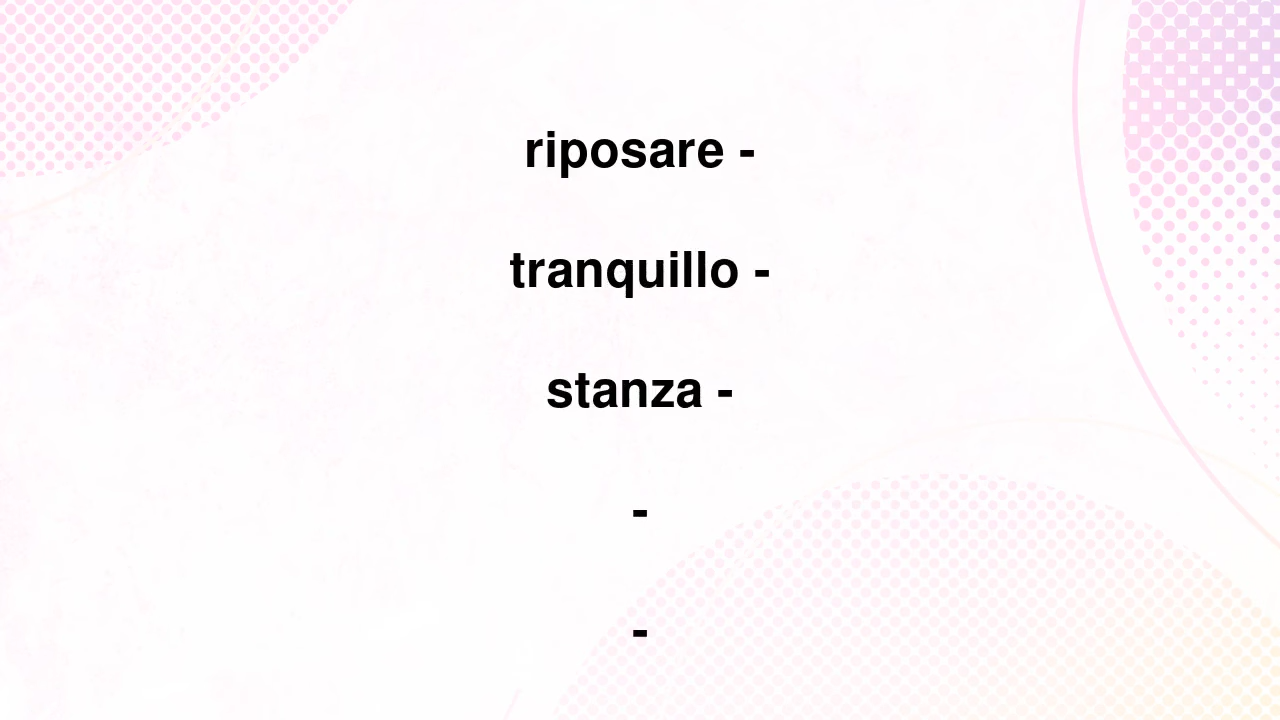 riposare -
tranquillo -
stanza -
-
-